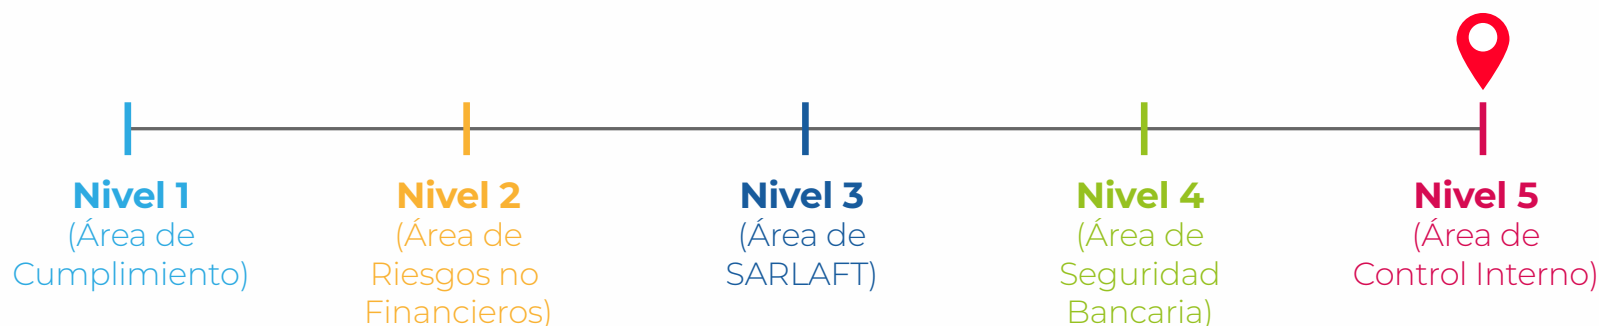 Nivel 1
(Área de
Cumplimiento)
Nivel 2
(Área de
Riesgos no
Financieros)
Nivel 3
(Área de
SARLAFT)
Nivel 4
(Área de
Seguridad
Bancaria)
Nivel 5
(Área de
Control Interno)